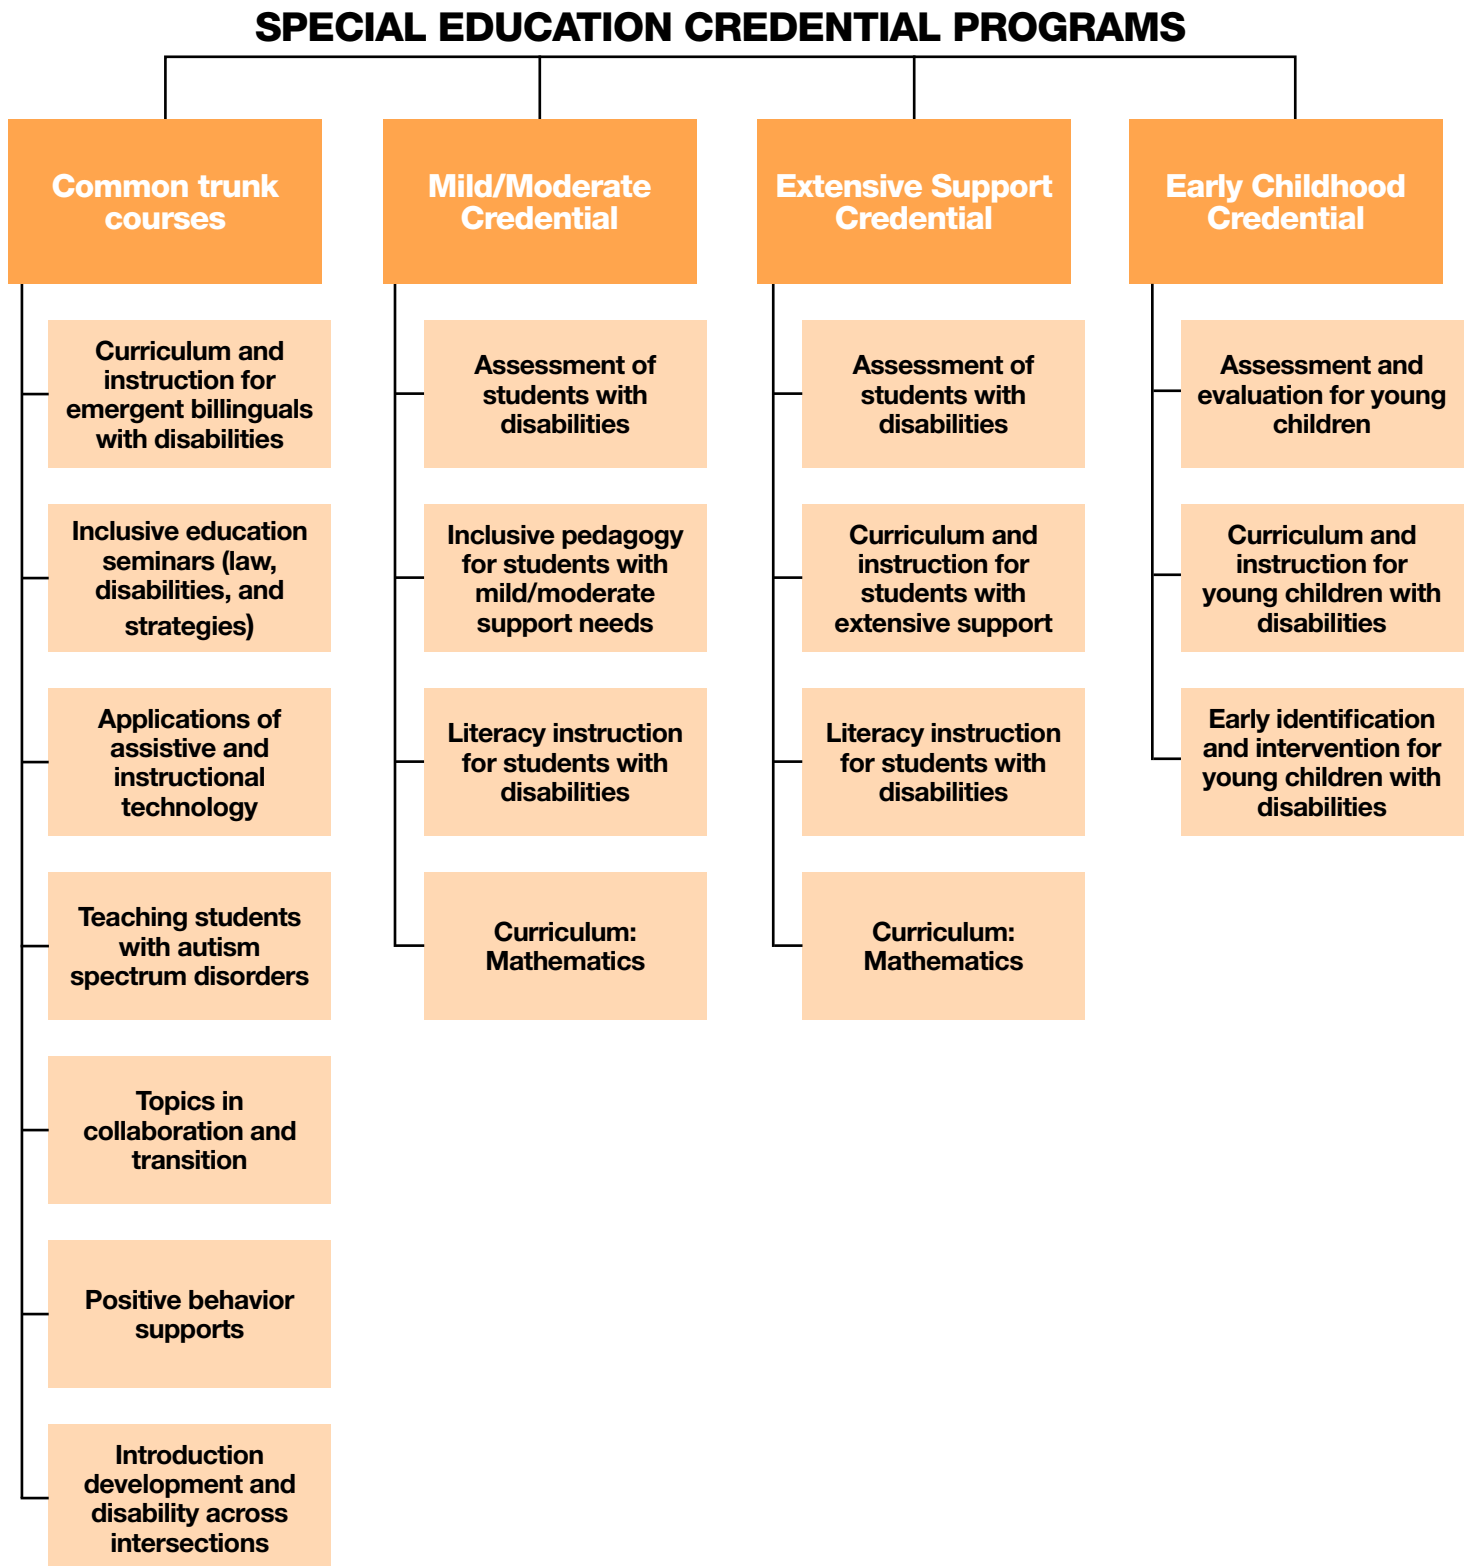 SPECIAL EDUCATION CREDENTIAL PROGRAMS
Common trunk
courses
Curriculum and
instruction for
emergent billinguals
with disabilities
Inclusive education
seminars (law,
disabilities, and
strategies)
Applications of
assistive and
instructional
technology
Teaching students
with autism
spectrum disorders
Topics in
collaboration and
transition
Positive behavior
supports
Introduction
development and
disability across
intersections
Mild/Moderate
Credential
Assessment of
students with
disabilities
Inclusive pedagogy
for students with
mild/moderate
support needs
Literacy instruction
for students with
disabilities
Curriculum:
Mathematics
Extensive Support
Credential
Assessment of
students with
disabilities
Curriculum and
instruction for
students with
extensive support
Literacy instruction
for students with
disabilities
Curriculum:
Mathematics
Early Childhood
Credential
Assessment and
evaluation for young
children
Curriculum and
instruction for
young children with
disabilities
Early identification
and intervention for
young children with
disabilities